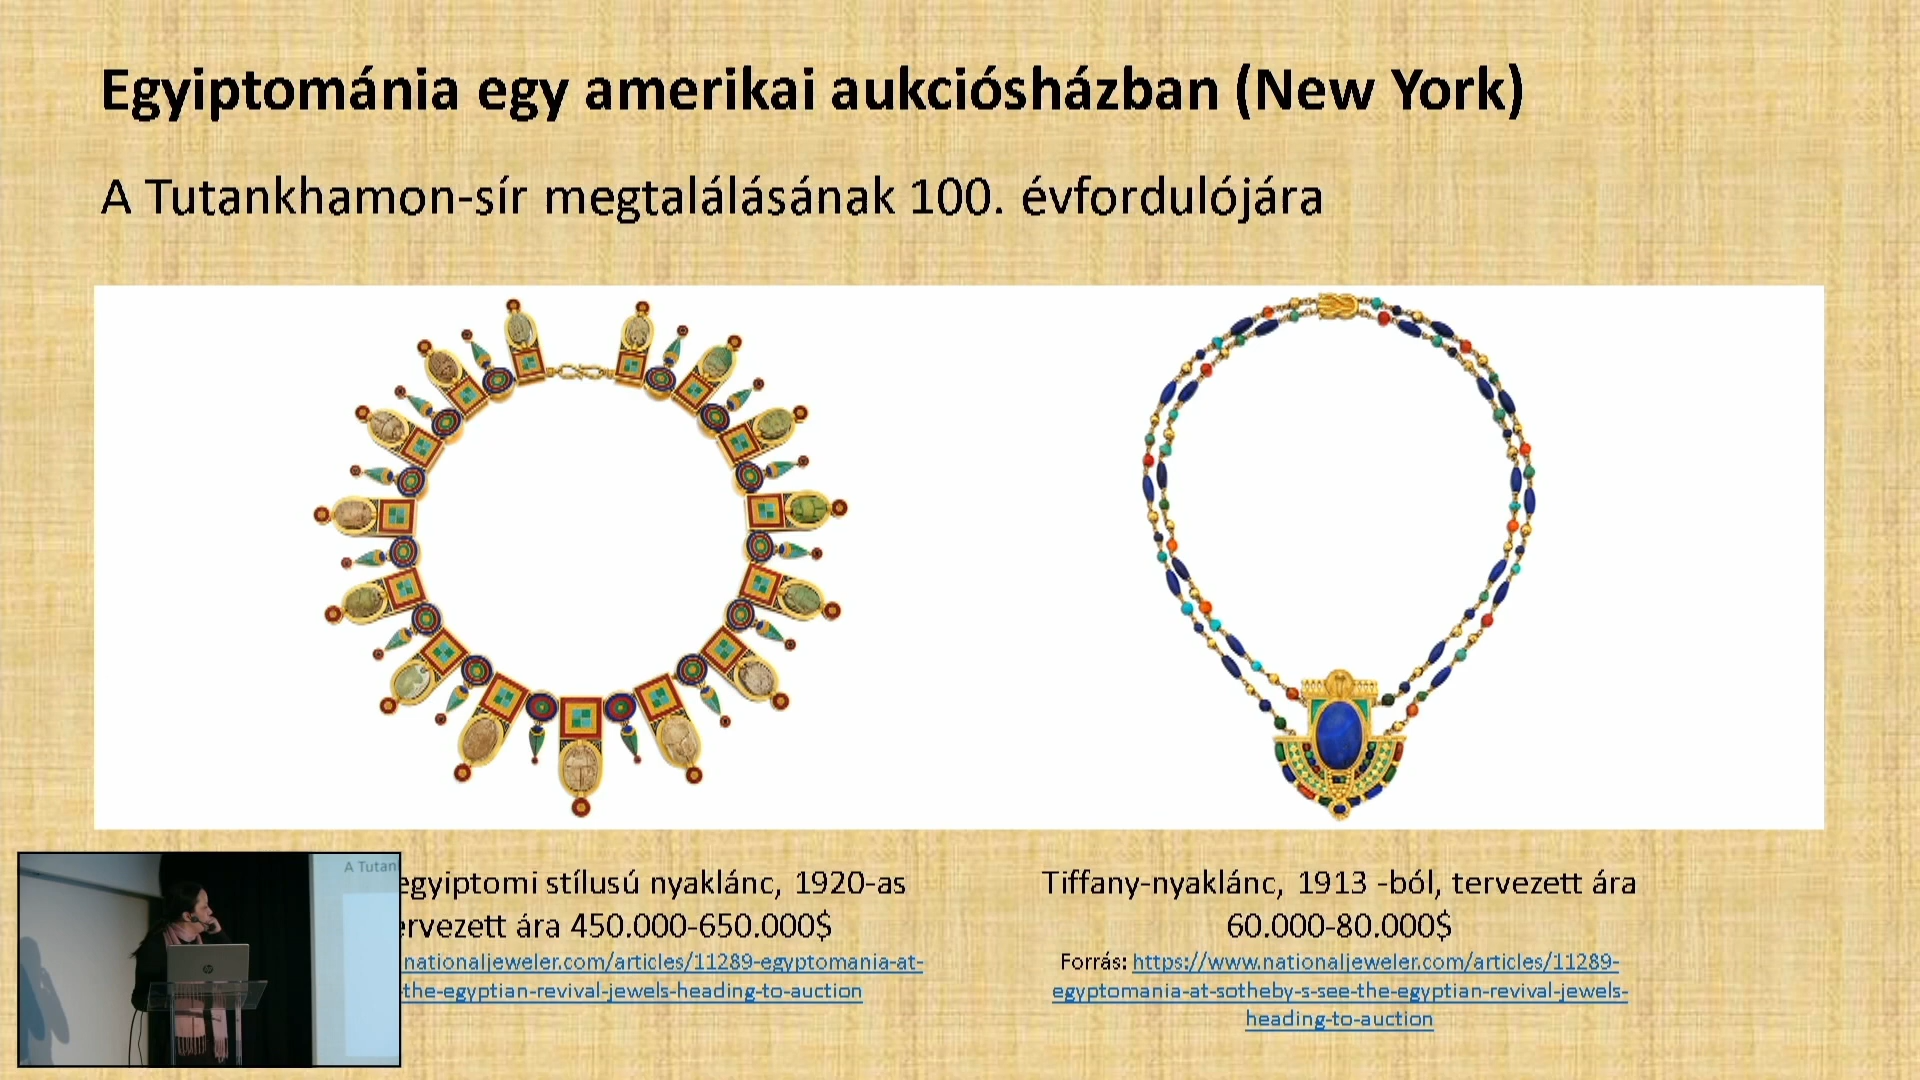 Egyiptománia egy amerikai aukciósházban (New York)
A Tutankhamon-sír megtalálásának 100. évfordulójára
egyiptomi stílusú nyaklánc, 1920-as
ervezett ára 450.000-650.000$
nationaljeweler.com/articles/11289-egyptomania-at-
-the-egyptian-revival-jewels-heading-to-auction
Tiffany-nyaklánc, 1913 -ból, tervezett ára
60.000-80.000$
Forrás: https://www.nationaljeweler.com/articles/11289-
egyptomania-at-sotheby-s-see-the-egyptian-revival-jewels-
heading-to-auction
A Tutan
hp